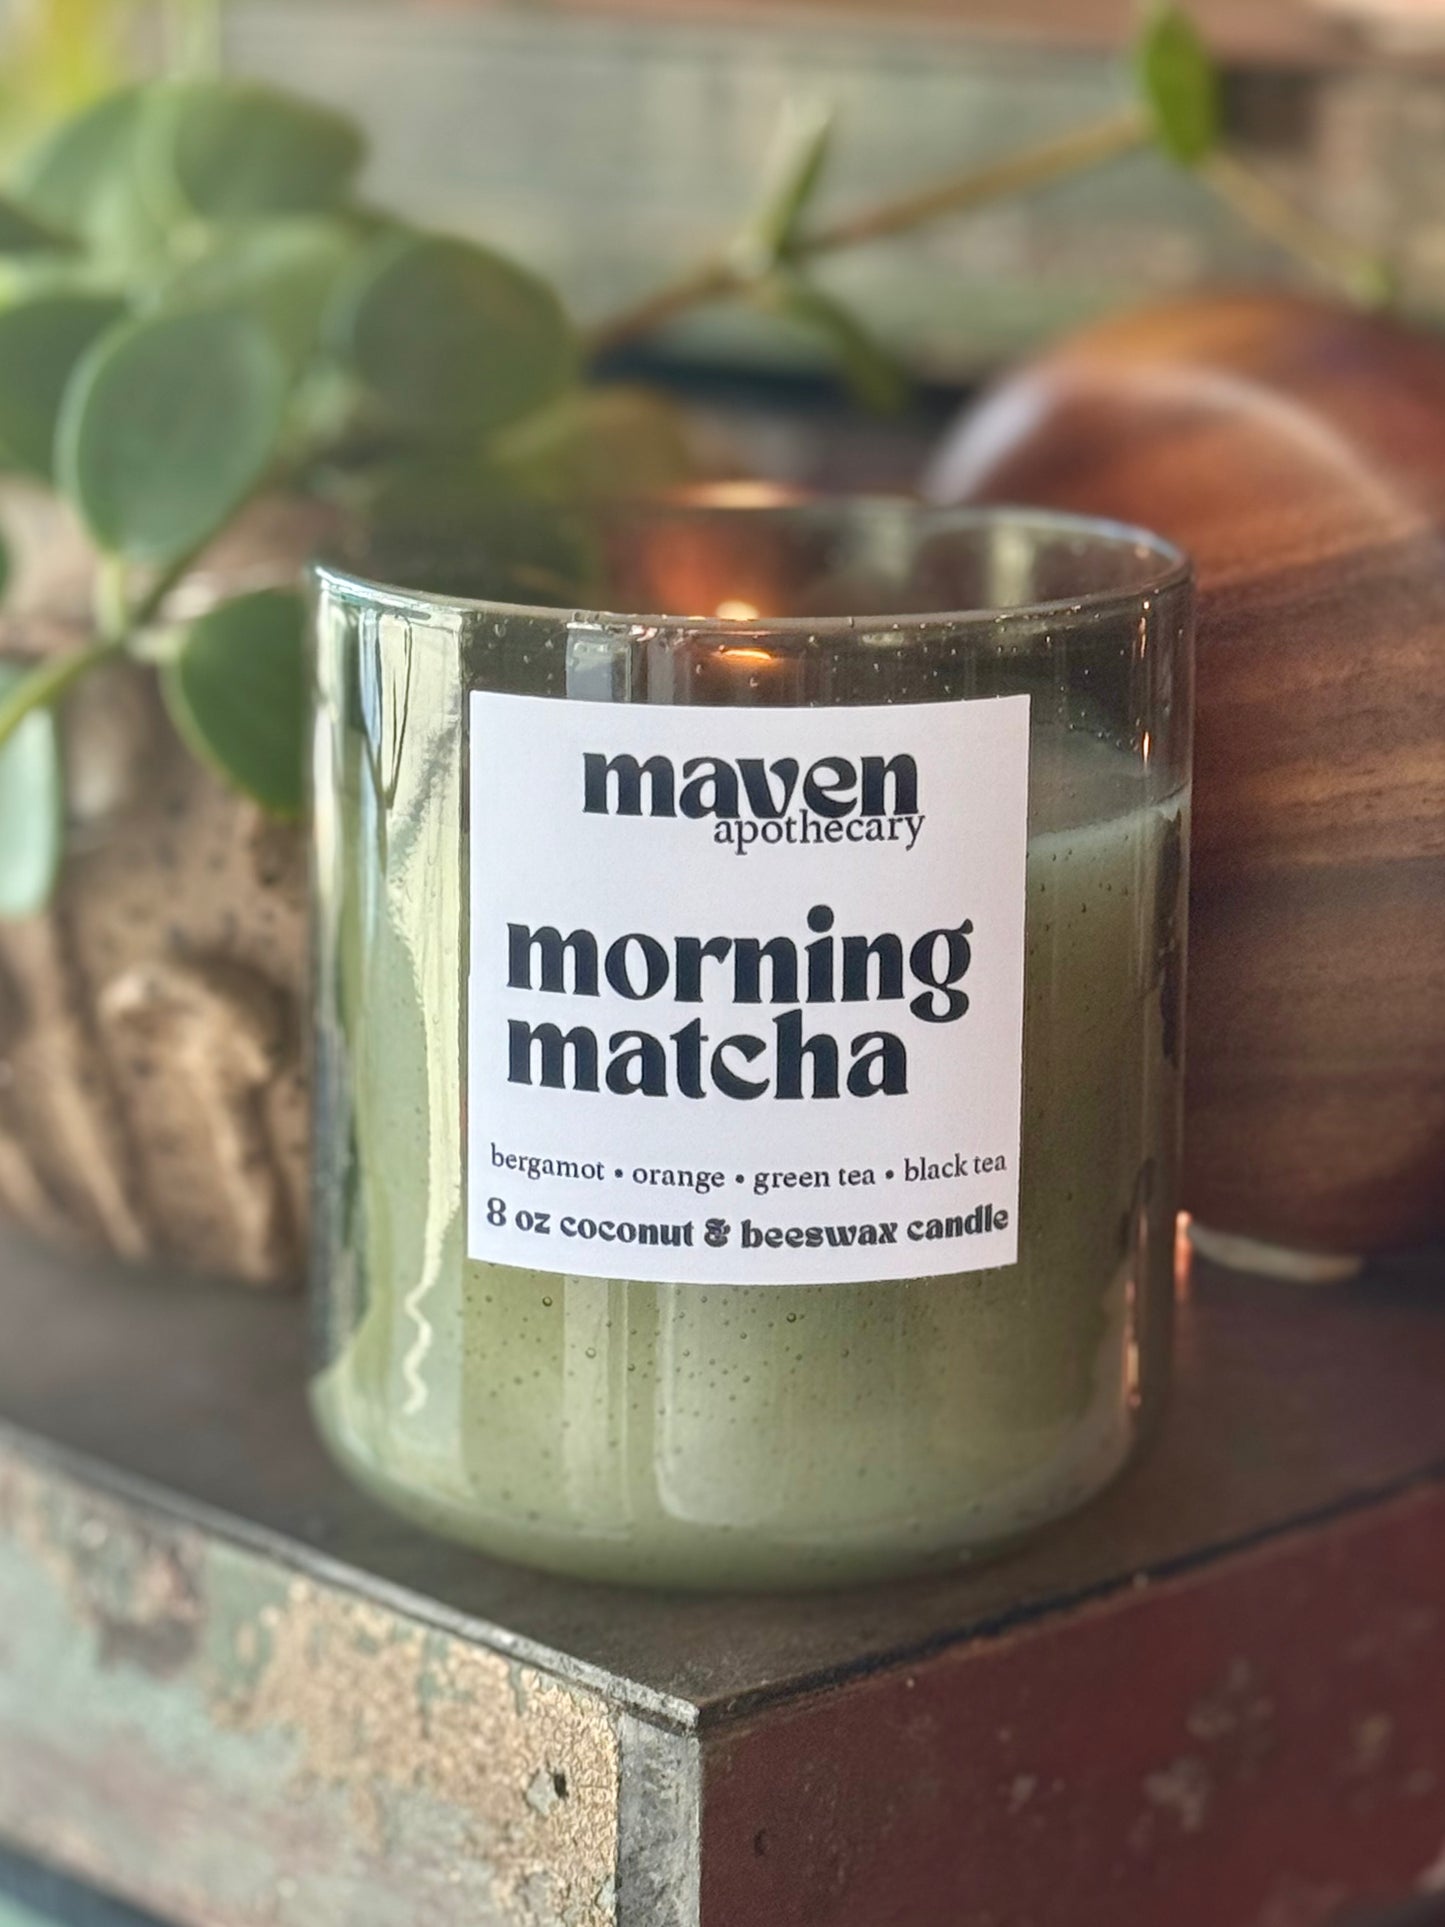 maven
apothecary
morning
matcha
bergamot • orange • green tea • black tea
8 oz coconut & beeswax candle